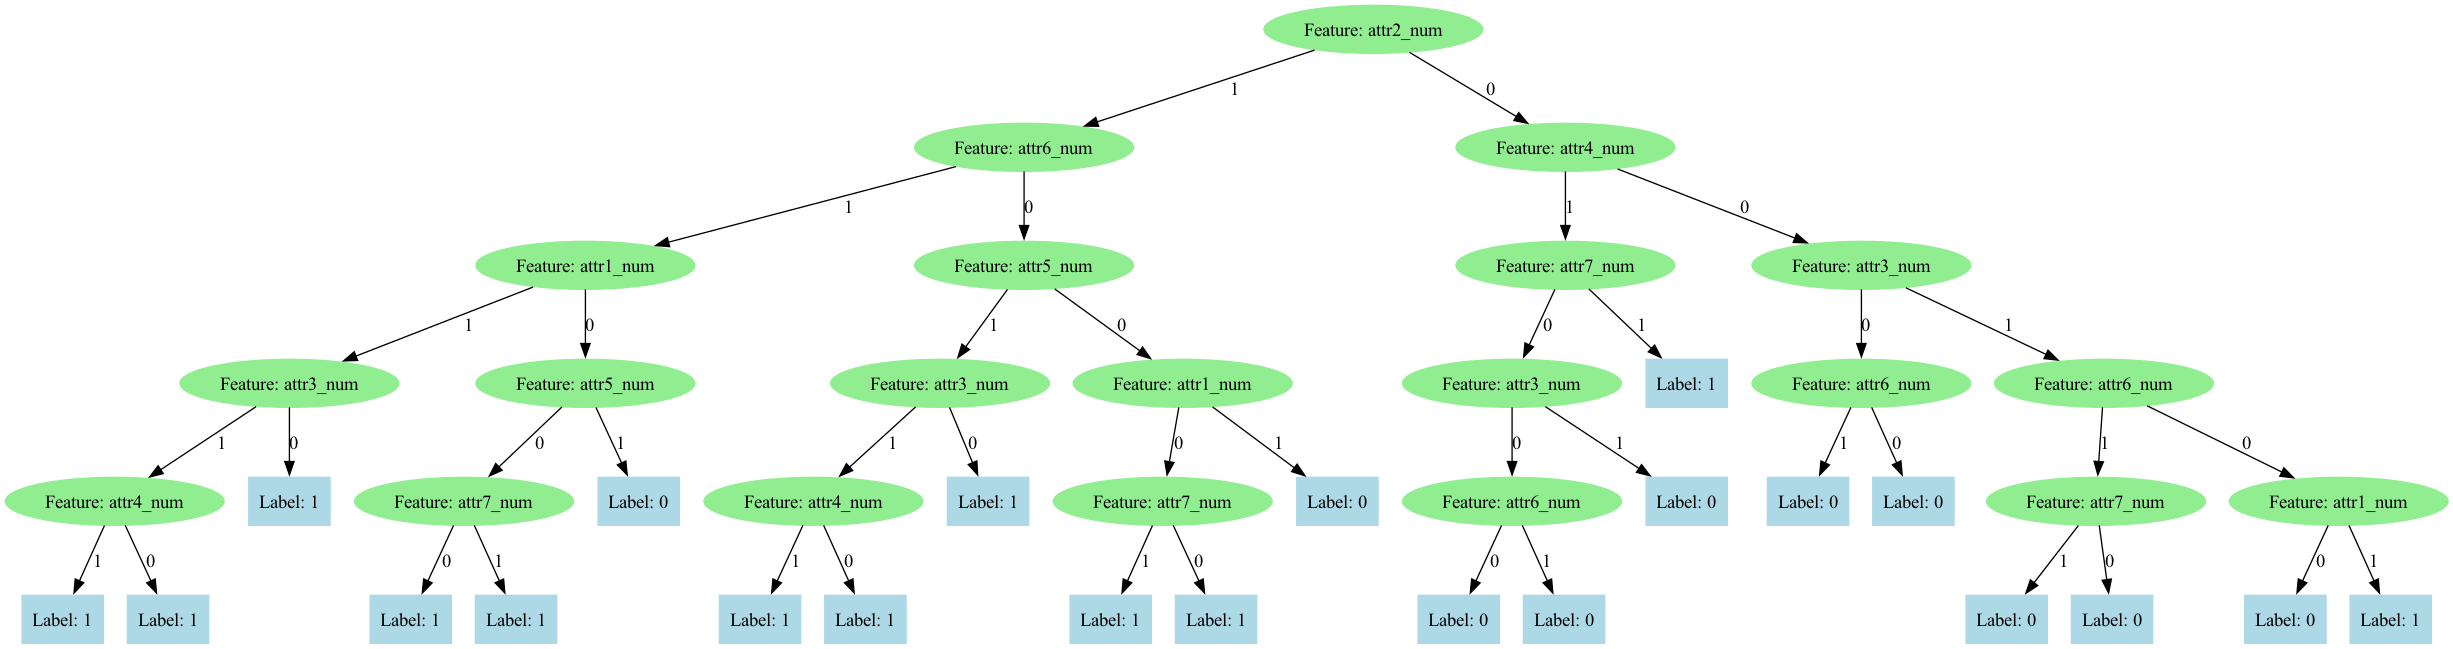 Feature: attr2_num
1
0
Feature: attr6_num
Feature: attr4_num
1
0
1
0
Feature: attr1_num
Feature: attr5_num
Feature: attr7_num
Feature: attr3_num
1
0
1
0
0
1
0
1
Feature: attr3_num
Feature: attr5_num
Feature: attr3_num
Feature: attr1_num
Feature: attr3_num
Label: 1
Feature: attr6_num
Feature: attr6_num
1
0
0
1
1
0
0
1
0
1
1
0
1
0
Feature: attr4_num
Label: 1
Feature: attr7_num
Label: 0
Feature: attr4_num
Label: 1
Feature: attr7_num
Label: 0
Feature: attr6_num
Label: 0
Label: 0
Label: 0
Feature: attr7_num
Feature: attr1_num
1
0
0
1
1
0
1
0
0
1
1
0
0
1
Label: 1
Label: 1
Label: 1
Label: 1
Label: 1
Label: 1
Label: 1
Label: 1
Label: 0
Label: 0
Label: 0
Label: 0
Label: 0
Label: 1